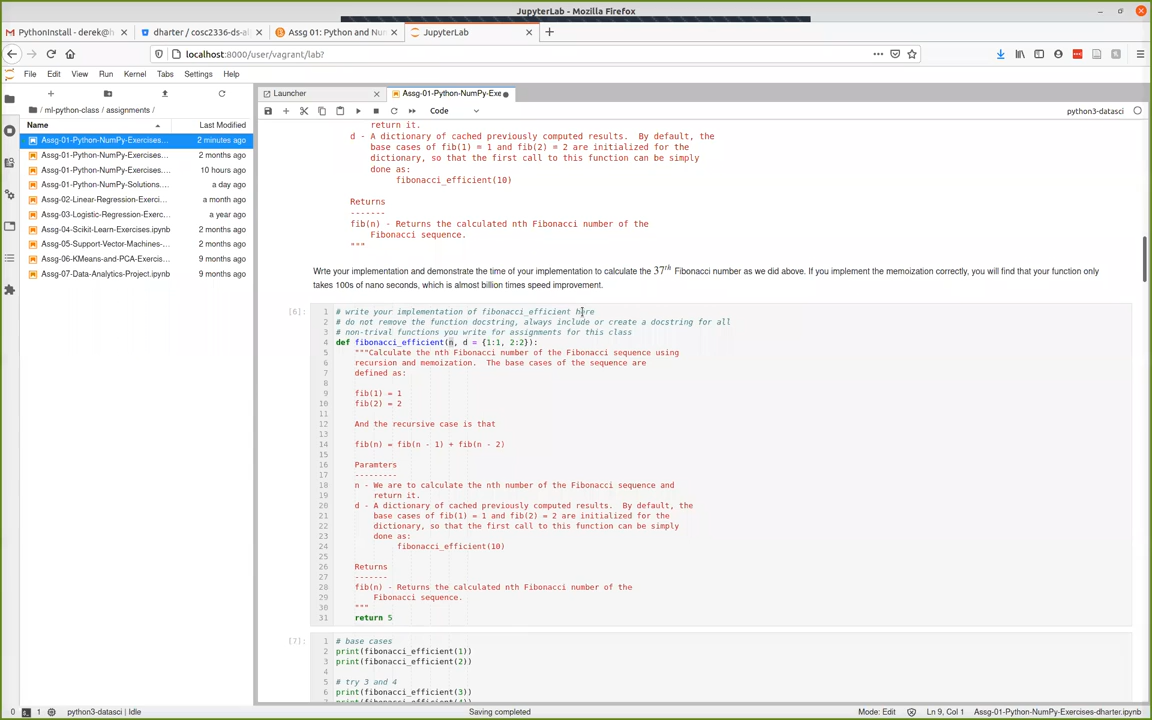 JupyterLab - Mozilla Firefox
PythonInstall - derek@h
dharter / cosc2336-ds-al
Assg 01: Python and Num
JupyterLab
localhost:8000/user/vagrant/lab?
File Edit View Run Kernel Tabs Settings Help
Launcher
Assg-01-Python-NumPy-Exe
Code
python3-datasci
/ ml-python-class / assignments /
Name Last Modified
Assg-01-Python-NumPy-Exercises... 2 minutes ago
Assg-01-Python-NumPy-Exercises... 2 months ago
Assg-01-Python-NumPy-Exercises.... 10 hours ago
Assg-01-Python-NumPy-Solutions.... a day ago
Assg-02-Linear-Regression-Exerci... a month ago
Assg-03-Logistic-Regression-Exerc... a year ago
Assg-04-Scikit-Learn-Exercises.ipynb 2 months ago
Assg-05-Support-Vector-Machines-... 2 months ago
Assg-06-KMeans-and-PCA-Exercis... 9 months ago
Assg-07-Data-Analytics-Project.ipynb 9 months ago
return it.
d - A dictionary of cached previously computed results. By default, the
base cases of fib(1) = 1 and fib(2) = 2 are initialized for the
dictionary, so that the first call to this function can be simply
done as:
fibonacci_efficient(10)
Returns
-------
fib(n) - Returns the calculated nth Fibonacci number of the
Fibonacci sequence.
"""
Wrte your implementation and demonstrate the time of your implementation to calculate the 37th Fibonacci number as we did above. If you implement the memoization correctly, you will find that your function only
takes 100s of nano seconds, which is almost billion times speed improvement.
[6]:
1 # write your implementation of fibonacci_efficient here
2 # do not remove the function docstring, always include or create a docstring for all
3 # non-trival functions you write for assignments for this class
4 def fibonacci_efficient(n, d = {1:1, 2:2}):
5 """Calculate the nth Fibonacci number of the Fibonacci sequence using
6 recursion and memoization. The base cases of the sequence are
7 defined as:
8
9 fib(1) = 1
10 fib(2) = 2
11
12 And the recursive case is that
13
14 fib(n) = fib(n - 1) + fib(n - 2)
15
16 Paramters
17 ---------
18 n - We are to calculate the nth number of the Fibonacci sequence and
19 return it.
20 d - A dictionary of cached previously computed results. By default, the
21 base cases of fib(1) = 1 and fib(2) = 2 are initialized for the
22 dictionary, so that the first call to this function can be simply
23 done as:
24 fibonacci_efficient(10)
25
26 Returns
27 -------
28 fib(n) - Returns the calculated nth Fibonacci number of the
29 Fibonacci sequence.
30 """
31 return 5
[7]:
1 # base cases
2 print(fibonacci_efficient(1))
3 print(fibonacci_efficient(2))
4
5 # try 3 and 4
6 print(fibonacci_efficient(3))
0 1 python3-datasci | Idle
Saving completed
Mode: Edit
Ln 9, Col 1
Assg-01-Python-NumPy-Exercises-dharter.ipynb